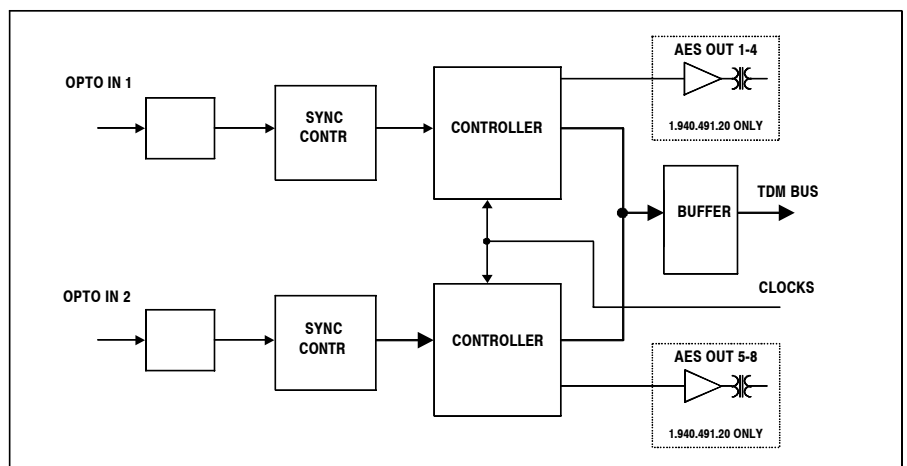 AES OUT 1-4
OPTO IN 1
SYNC
CONTR
CONTROLLER
1.940.491.20 ONLY
TDM BUS
BUFFER
CLOCKS
OPTO IN 2
SYNC
CONTR
CONTROLLER
AES OUT 5-8
1.940.491.20 ONLY